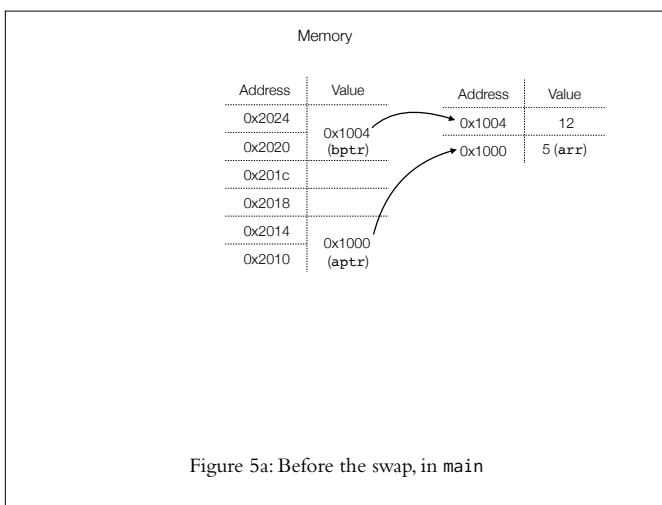 Memory
Address Value Address Value
0x2024 0x1004 12
0x1004
0x2020 (bptr) 0x1000 5 (arr)
0x201c
0x2018
0x2014
0x1000
0x2010 (aptr)
Figure 5a: Before the swap, in main